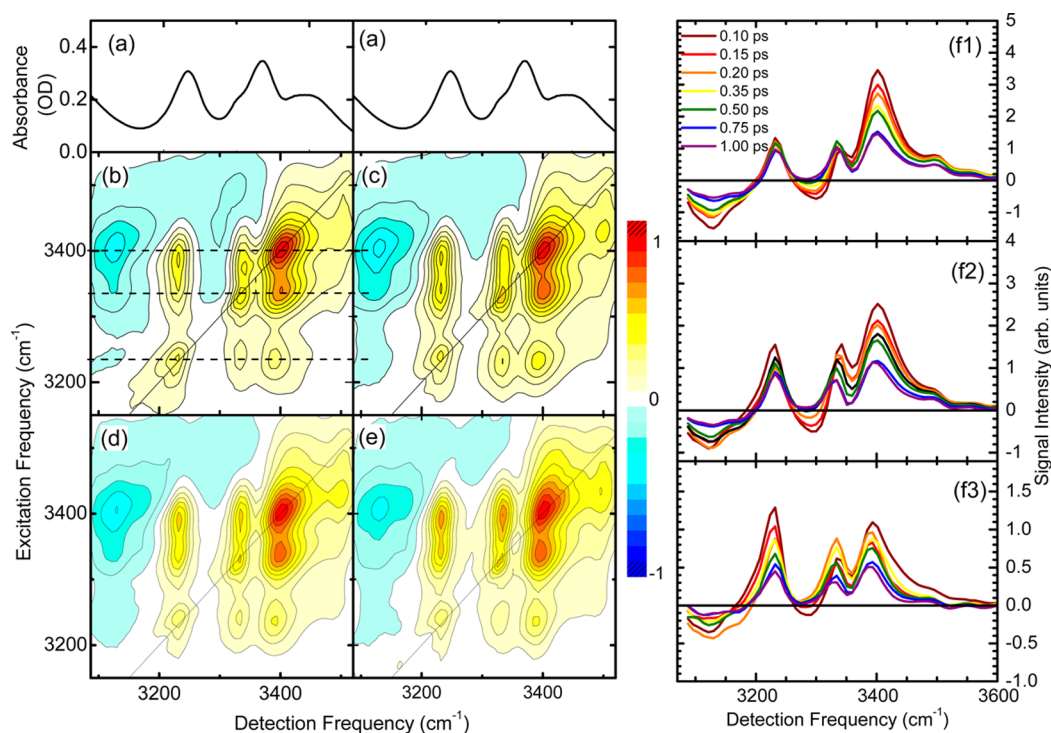 (a)
(a)
0.4
0.2
0.0
Absorbance
(OD)
(b)
(c)
(d)
(e)
3400
3200
3400
3200
Excitation Frequency (cm⁻¹)
3200
3400
3200
3400
Detection Frequency (cm⁻¹)
Detection Frequency (cm⁻¹)
1
0
-1
0.10 ps
0.15 ps
0.20 ps
0.35 ps
0.50 ps
0.75 ps
1.00 ps
(f1)
5
4
3
2
1
0
-1
(f2)
4
3
2
1
0
-1
(f3)
1.5
1.0
0.5
0.0
-0.5
-1.0
Signal Intensity (arb. units)
3200
3400
3600
Detection Frequency (cm⁻¹)